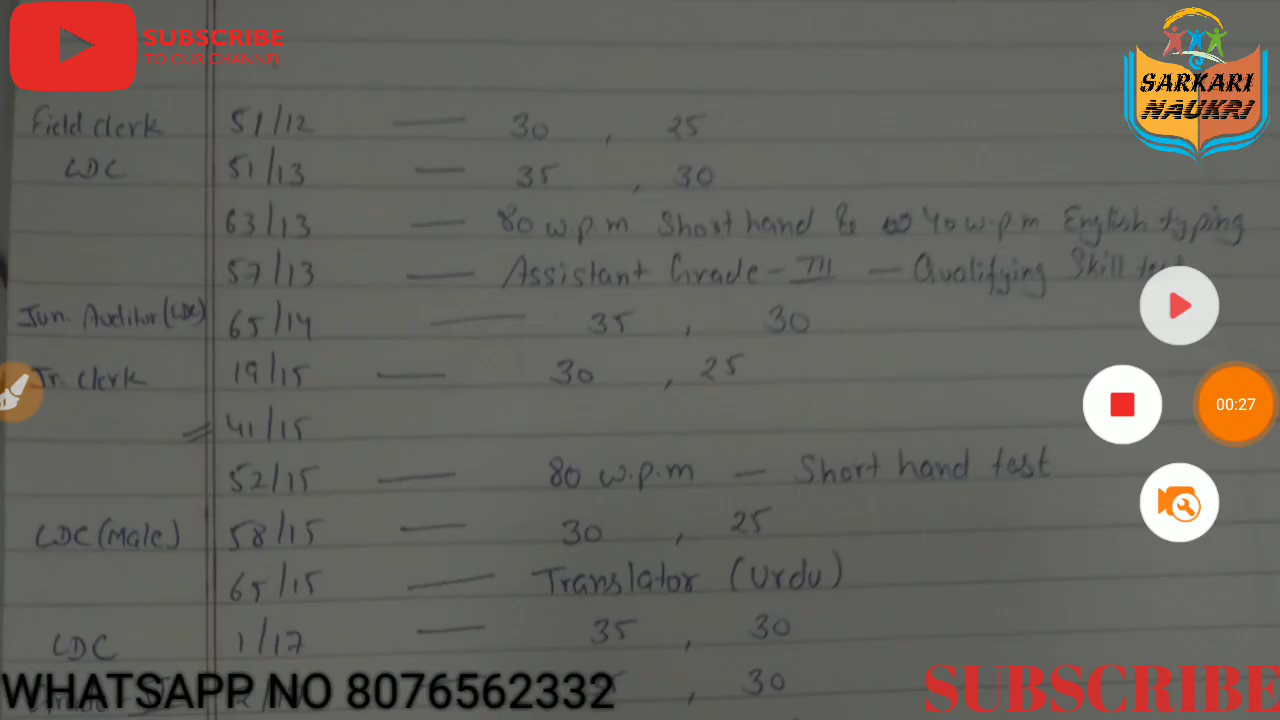 SUBSCRIBE
TO OUR CHANNEL
SARKARI
NAUKRI
Field clerk 51/12 — 30 , 25
LDC 51/13 — 35 , 30
63/13 — 80 w.p.m Short hand & 40 w.p.m English typing
57/13 — Assistant Grade-III — Qualifying Skill test
Jun. Auditor (LDC) 65/14 — 35 , 30
Jr. Clerk 19/15 — 30 , 25
41/15
52/15 — 80 w.p.m — Short hand test
LDC (Male) 58/15 — 30 , 25
65/15 — Translator (Urdu)
LDC 1/17 — 35 , 30
, 30
00:27
WHATSAPP NO 8076562332
SUBSCRIBE